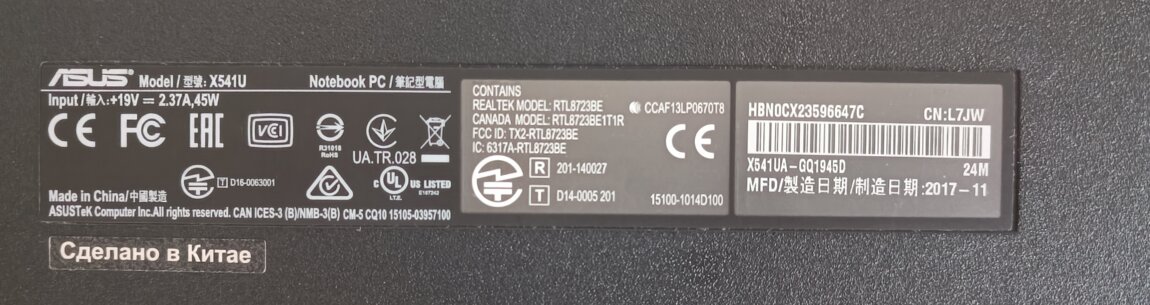 ASUS Model / 型號: X541U Notebook PC / 筆記型電腦
Input / 輸入: +19V ⎓ 2.37A,45W
CE FC EAC VCI R31018 RoHS UA.TR.028
D16-0063001
c UL US LISTED
I.T.E. E187242
Made in China/中國製造
ASUSTeK Computer Inc.All rights reserved. CAN ICES-3 (B)/NMB-3(B) CM-5 CQ10 15105-03957100
Сделано в Китае
CONTAINS
REALTEK MODEL: RTL8723BE CCAF13LP0670T8
CANADA MODEL: RTL8723BE1T1R
FCC ID: TX2-RTL8723BE
IC: 6317A-RTL8723BE
CE
R 201-140027
T D14-0005 201 15100-1014D100
HBN0CX23596647C CN:L7JW
X541UA-GQ1945D 24M
MFD/製造日期/制造日期:2017-11